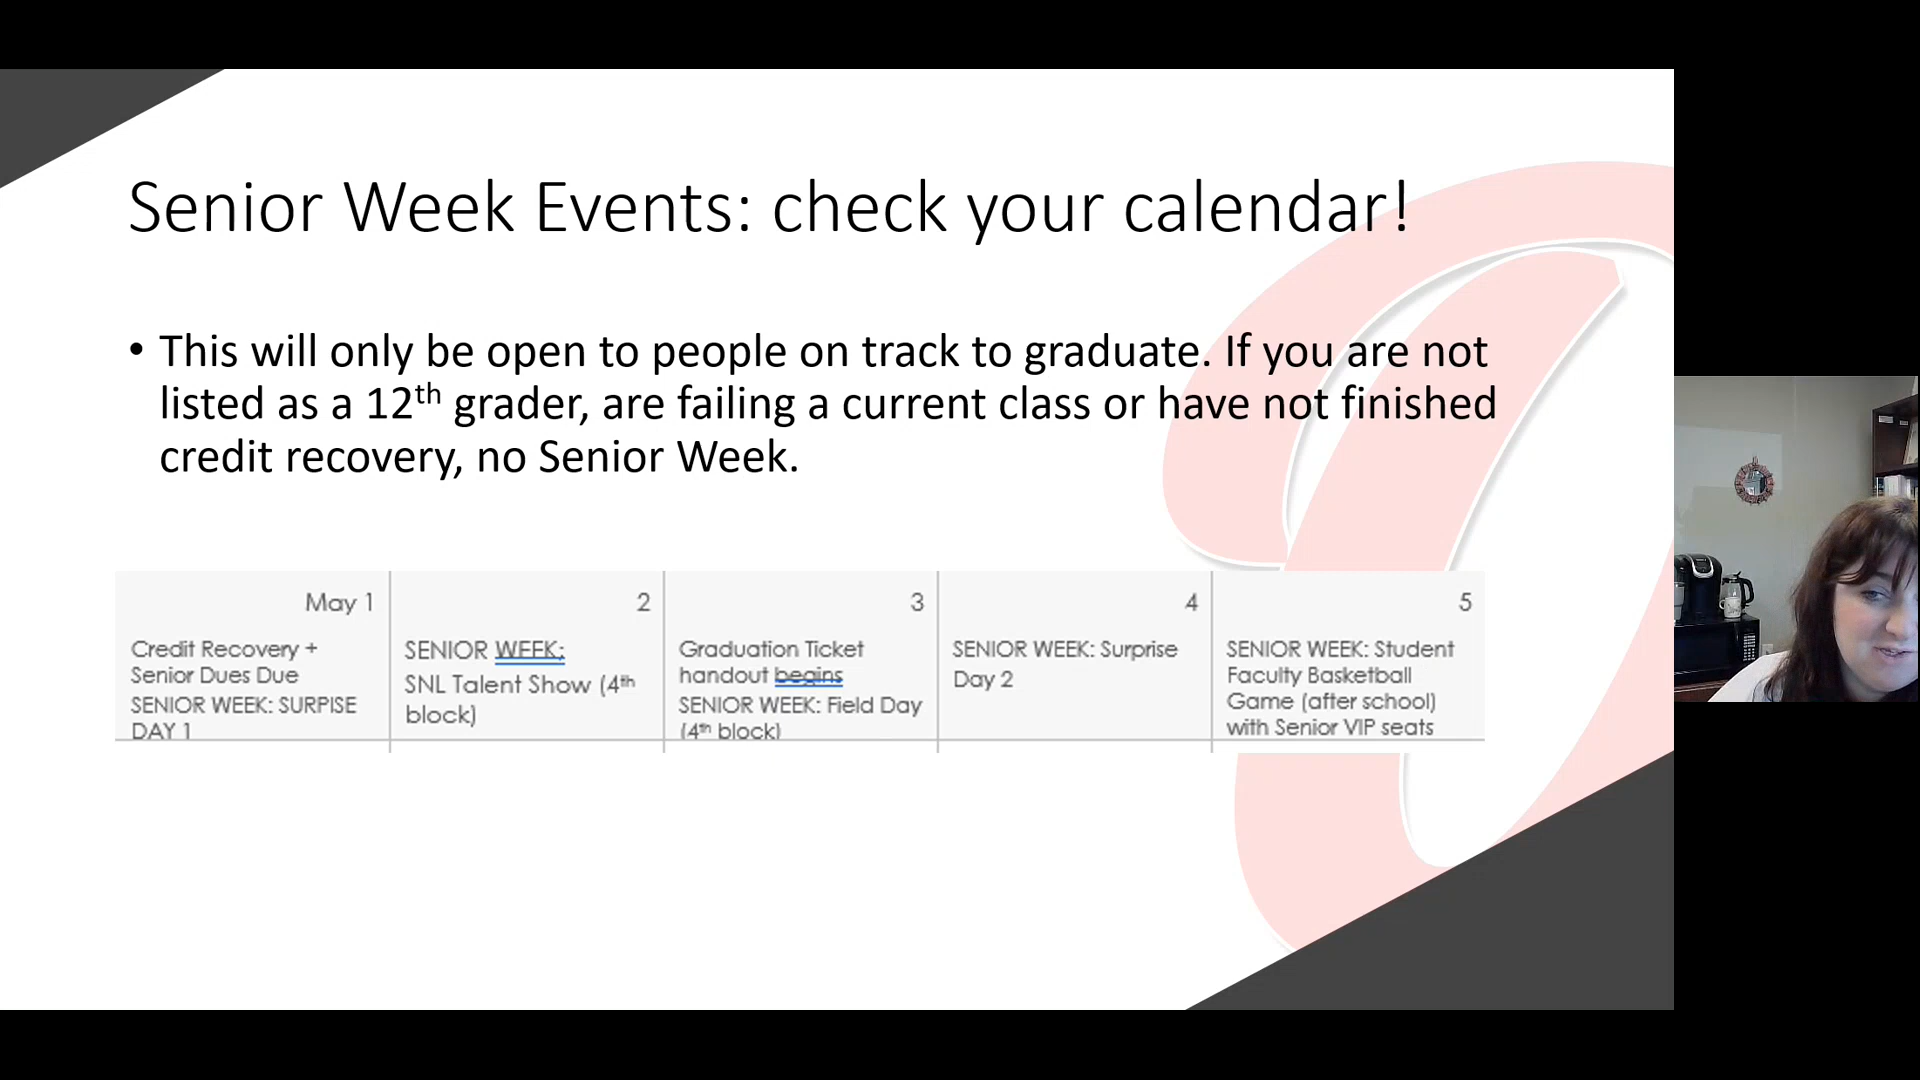 Senior Week Events: check your calendar!
• This will only be open to people on track to graduate. If you are not
listed as a 12th grader, are failing a current class or have not finished
credit recovery, no Senior Week.
May 1
Credit Recovery +
Senior Dues Due
SENIOR WEEK: SURPISE
DAY 1
2
SENIOR WEEK:
SNL Talent Show (4th
block)
3
Graduation Ticket
handout begins
SENIOR WEEK: Field Day
(4th block)
4
SENIOR WEEK: Surprise
Day 2
5
SENIOR WEEK: Student
Faculty Basketball
Game (after school)
with Senior VIP seats